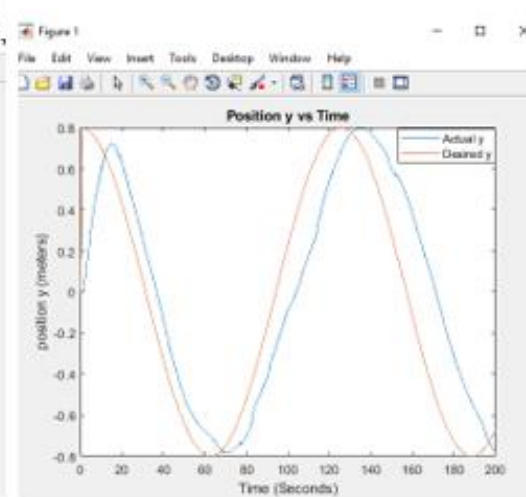 Figure 1
File Edit View Insert Tools Desktop Window Help
Position y vs Time
Actual y
Desired y
0.8
0.6
0.4
0.2
0
-0.2
-0.4
-0.6
-0.8
position y (meters)
0 20 40 60 80 100 120 140 160 180 200
Time (Seconds)